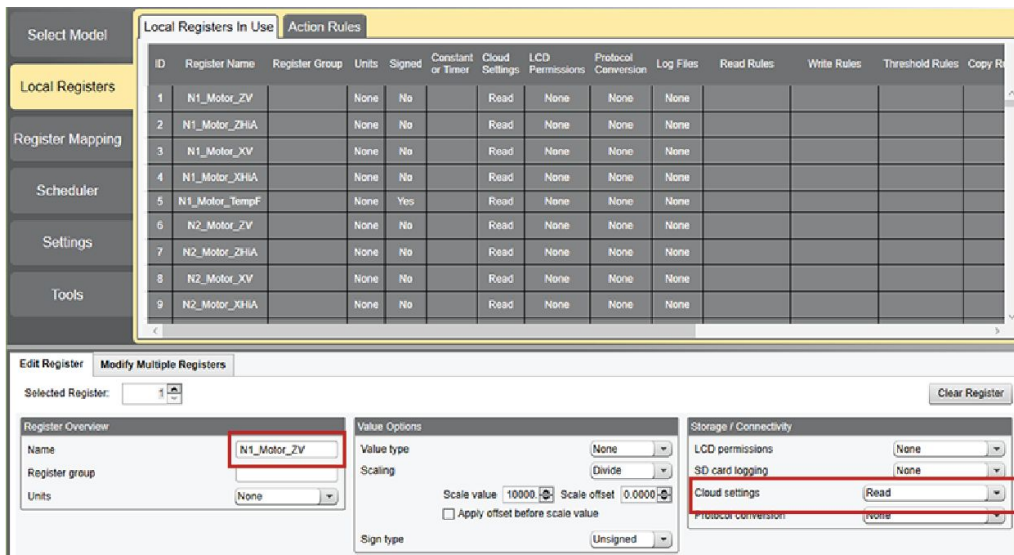 Select Model
Local Registers
Register Mapping
Scheduler
Settings
Tools
Local Registers In Use Action Rules
ID Register Name Register Group Units Signed Constant or Timer Cloud Settings LCD Permissions Protocol Conversion Log Files Read Rules Write Rules Threshold Rules Copy Ru
1 N1_Motor_ZV None No Read None None None
2 N1_Motor_ZHiA None No Read None None None
3 N1_Motor_XV None No Read None None None
4 N1_Motor_XHiA None No Read None None None
5 N1_Motor_TempF None Yes Read None None None
6 N2_Motor_ZV None No Read None None None
7 N2_Motor_ZHiA None No Read None None None
8 N2_Motor_XV None No Read None None None
9 N2_Motor_XHiA None No Read None None None
Edit Register Modify Multiple Registers
Selected Register: 1 Clear Register
Register Overview
Name N1_Motor_ZV
Register group
Units None
Value Options
Value type None
Scaling Divide
Scale value 10000. Scale offset 0.0000
Apply offset before scale value
Sign type Unsigned
Storage / Connectivity
LCD permissions None
SD card logging None
Cloud settings Read
Protocol conversion None